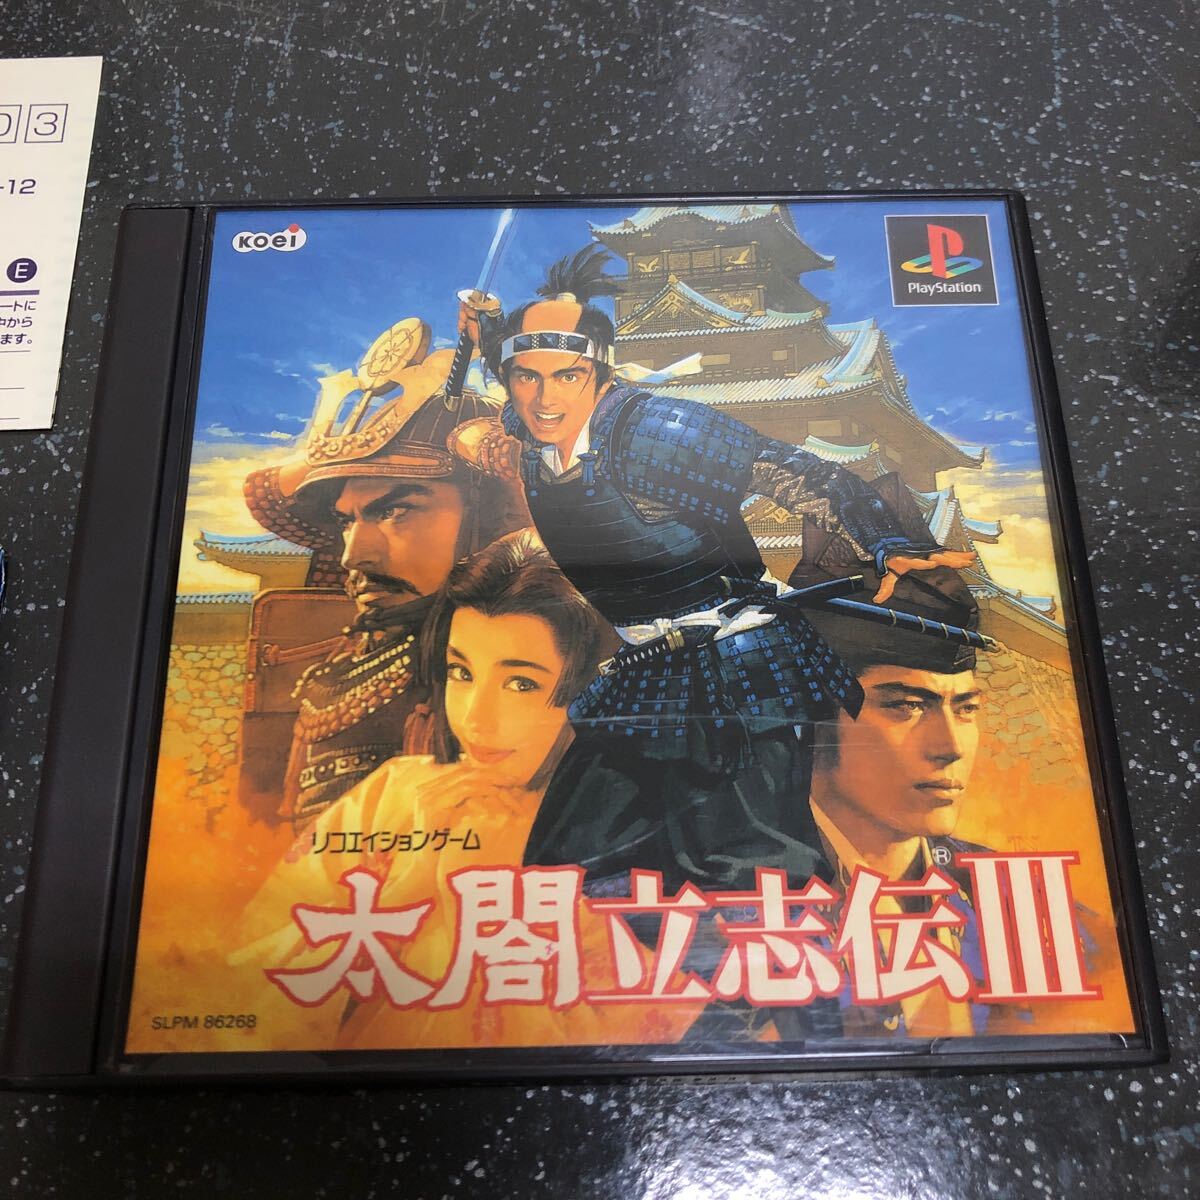 3
-12
E
ートに
中から
ます。
KOEI
PlayStation
リコエイションゲーム
太閤立志伝III®
SLPM 86268